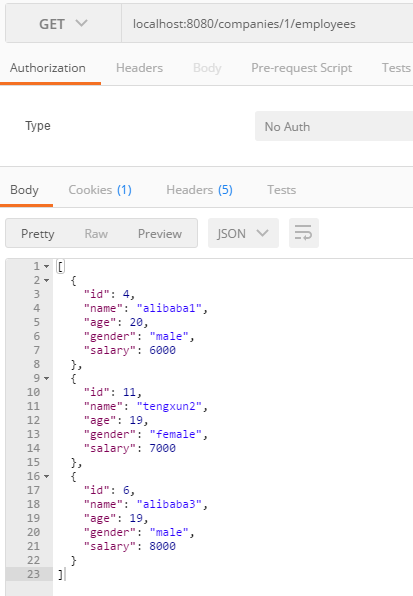 GET localhost:8080/companies/1/employees
Authorization Headers Body Pre-request Script Tests
Type No Auth
Body Cookies (1) Headers (5) Tests
Pretty Raw Preview JSON
1 [
2 {
3 "id": 4,
4 "name": "alibaba1",
5 "age": 20,
6 "gender": "male",
7 "salary": 6000
8 },
9 {
10 "id": 11,
11 "name": "tengxun2",
12 "age": 19,
13 "gender": "female",
14 "salary": 7000
15 },
16 {
17 "id": 6,
18 "name": "alibaba3",
19 "age": 19,
20 "gender": "male",
21 "salary": 8000
22 }
23 ]